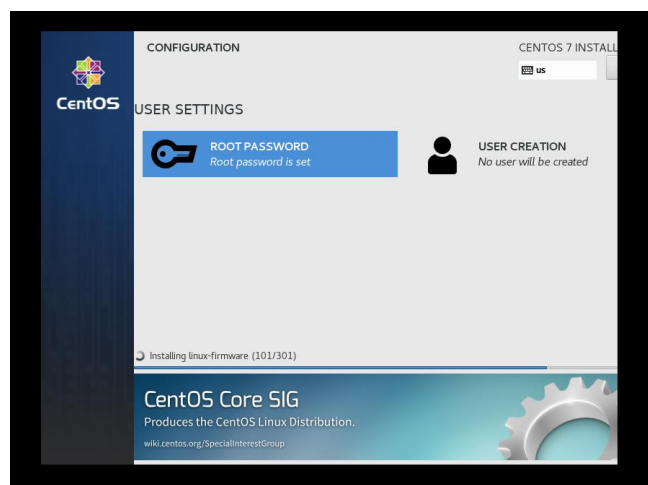 CONFIGURATION
CENTOS 7 INSTALL
us
CentOS
USER SETTINGS
ROOT PASSWORD
Root password is set
USER CREATION
No user will be created
Installing linux-firmware (101/301)
CentOS Core SIG
Produces the CentOS Linux Distribution.
wiki.centos.org/SpecialInterestGroup